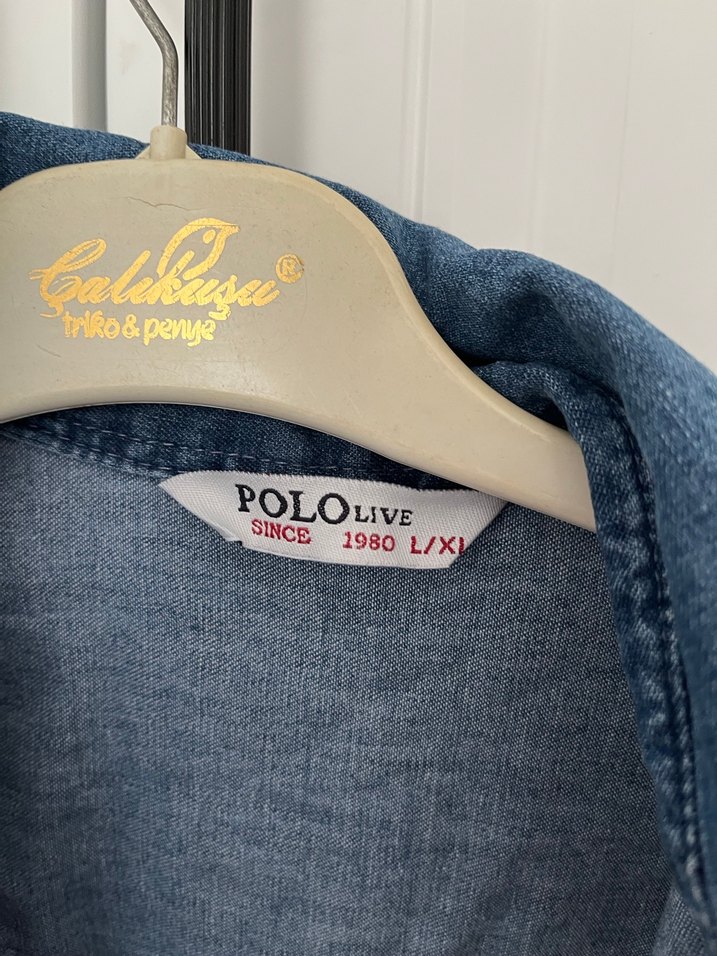 Çalıkuşu®
triko & penye
POLO LIVE
SINCE 1980 L/XL